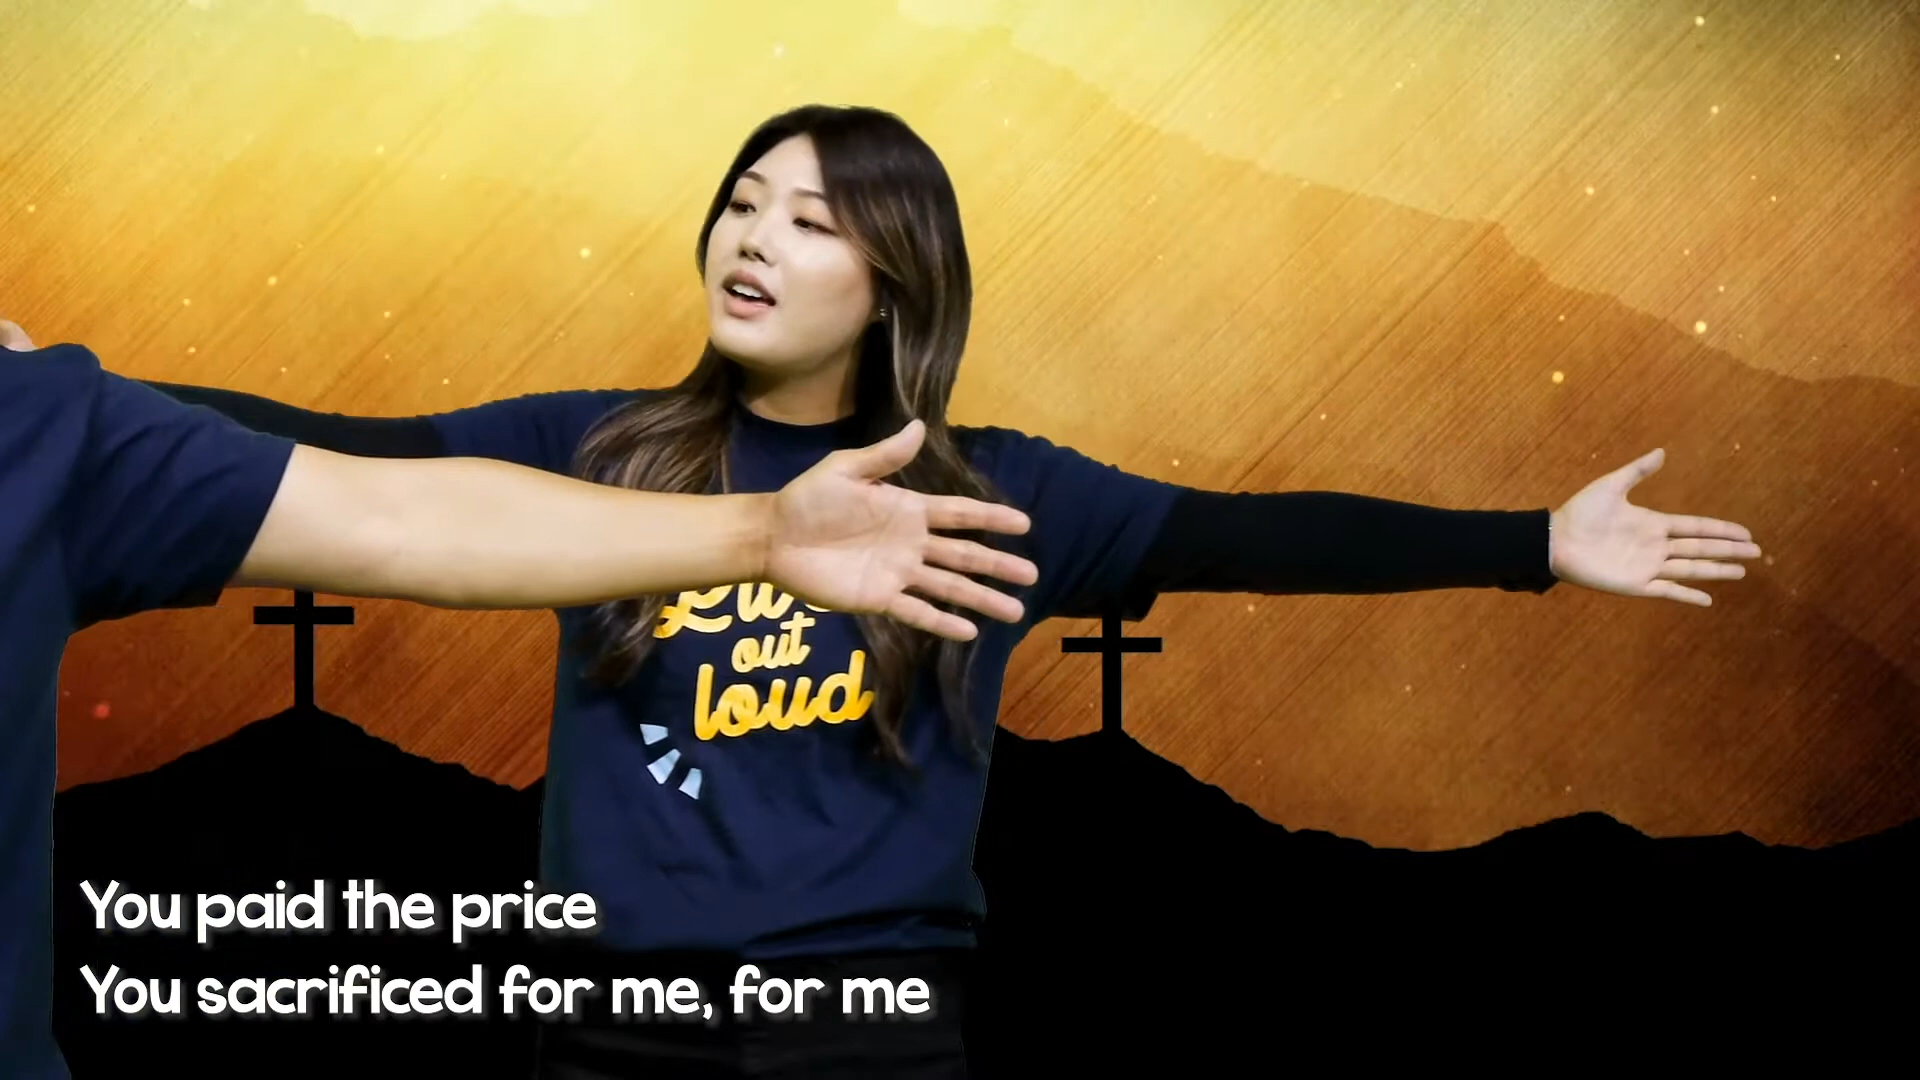 out
loud
You paid the price
You sacrificed for me, for me